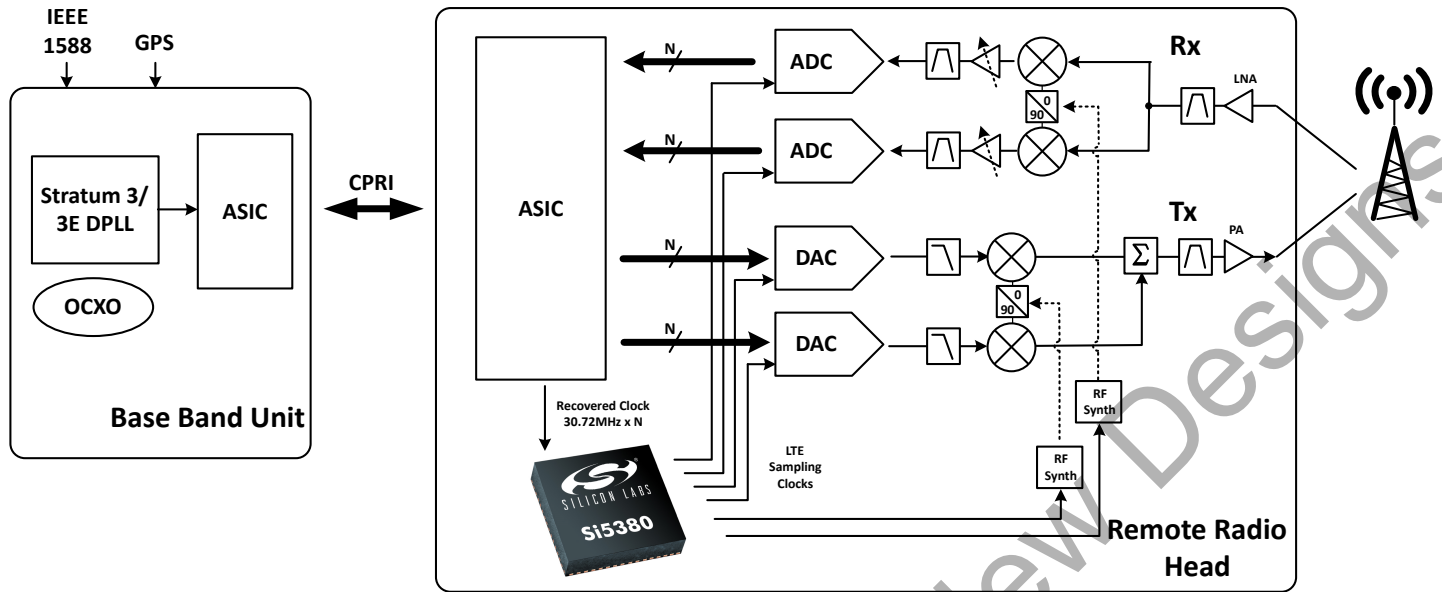 IEEE
1588
GPS
Stratum 3/
3E DPLL
OCXO
ASIC
Base Band Unit
CPRI
ASIC
N
N
N
N
ADC
ADC
DAC
DAC
0
90
0
90
Rx
LNA
Tx
Σ
PA
Recovered Clock
30.72MHz x N
SILICON LABS
®
Si5380
LTE
Sampling
Clocks
RF
Synth
RF
Synth
Remote Radio
Head
New Designs